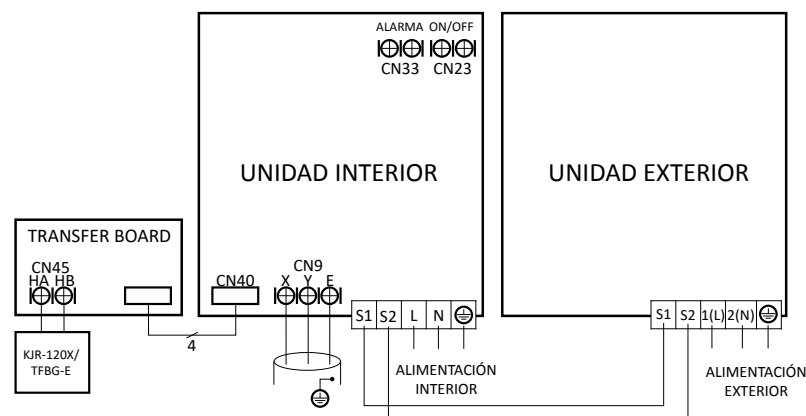 ALARMA ON/OFF
CN33 CN23
UNIDAD INTERIOR
UNIDAD EXTERIOR
TRANSFER BOARD
CN45
HA HB
CN40
CN9
X Y E
S1 S2 L N
S1 S2 1(L) 2(N)
4
KJR-120X/
TFBG-E
ALIMENTACIÓN
INTERIOR
ALIMENTACIÓN
EXTERIOR